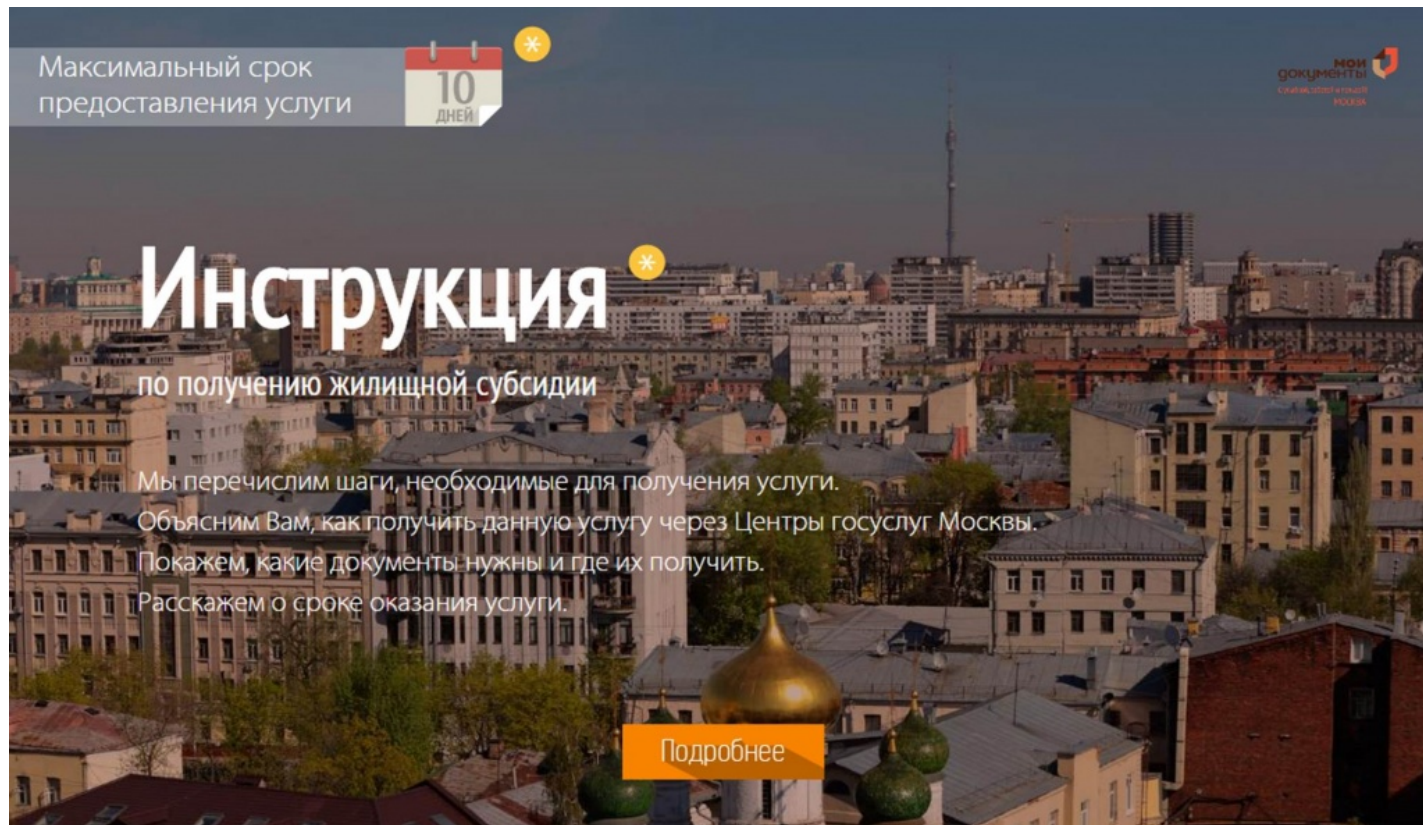 Максимальный срок
предоставления услуги
10
ДНЕЙ
мои
документы
МОСКВА
Инструкция
по получению жилищной субсидии
Мы перечислим шаги, необходимые для получения услуги.
Объясним Вам, как получить данную услугу через Центры госуслуг Москвы.
Покажем, какие документы нужны и где их получить.
Расскажем о сроке оказания услуги.
Подробнее